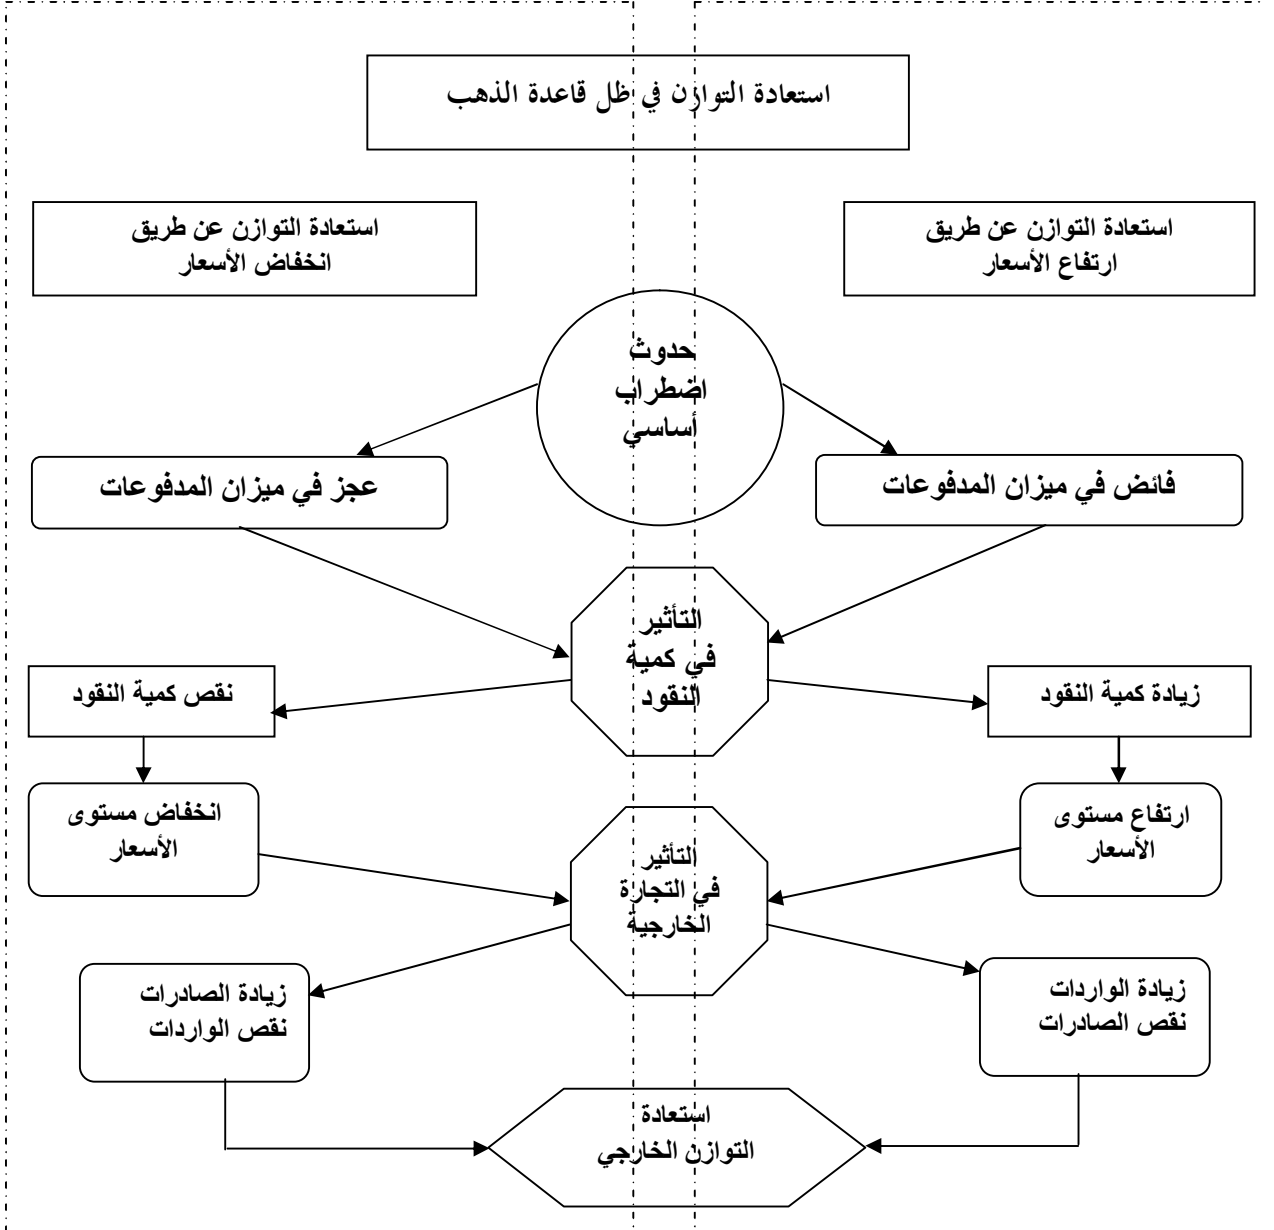 استعادة التوازن في ظل قاعدة الذهب
استعادة التوازن عن طريق
ارتفاع الأسعار
استعادة التوازن عن طريق
انخفاض الأسعار
حدوث
اضطراب
أساسي
فائض في ميزان المدفوعات
عجز في ميزان المدفوعات
التأثير
في كمية
النقود
زيادة كمية النقود
نقص كمية النقود
ارتفاع مستوى
الأسعار
انخفاض مستوى
الأسعار
التأثير
في التجارة
الخارجية
زيادة الواردات
نقص الصادرات
زيادة الصادرات
نقص الواردات
استعادة
التوازن الخارجي